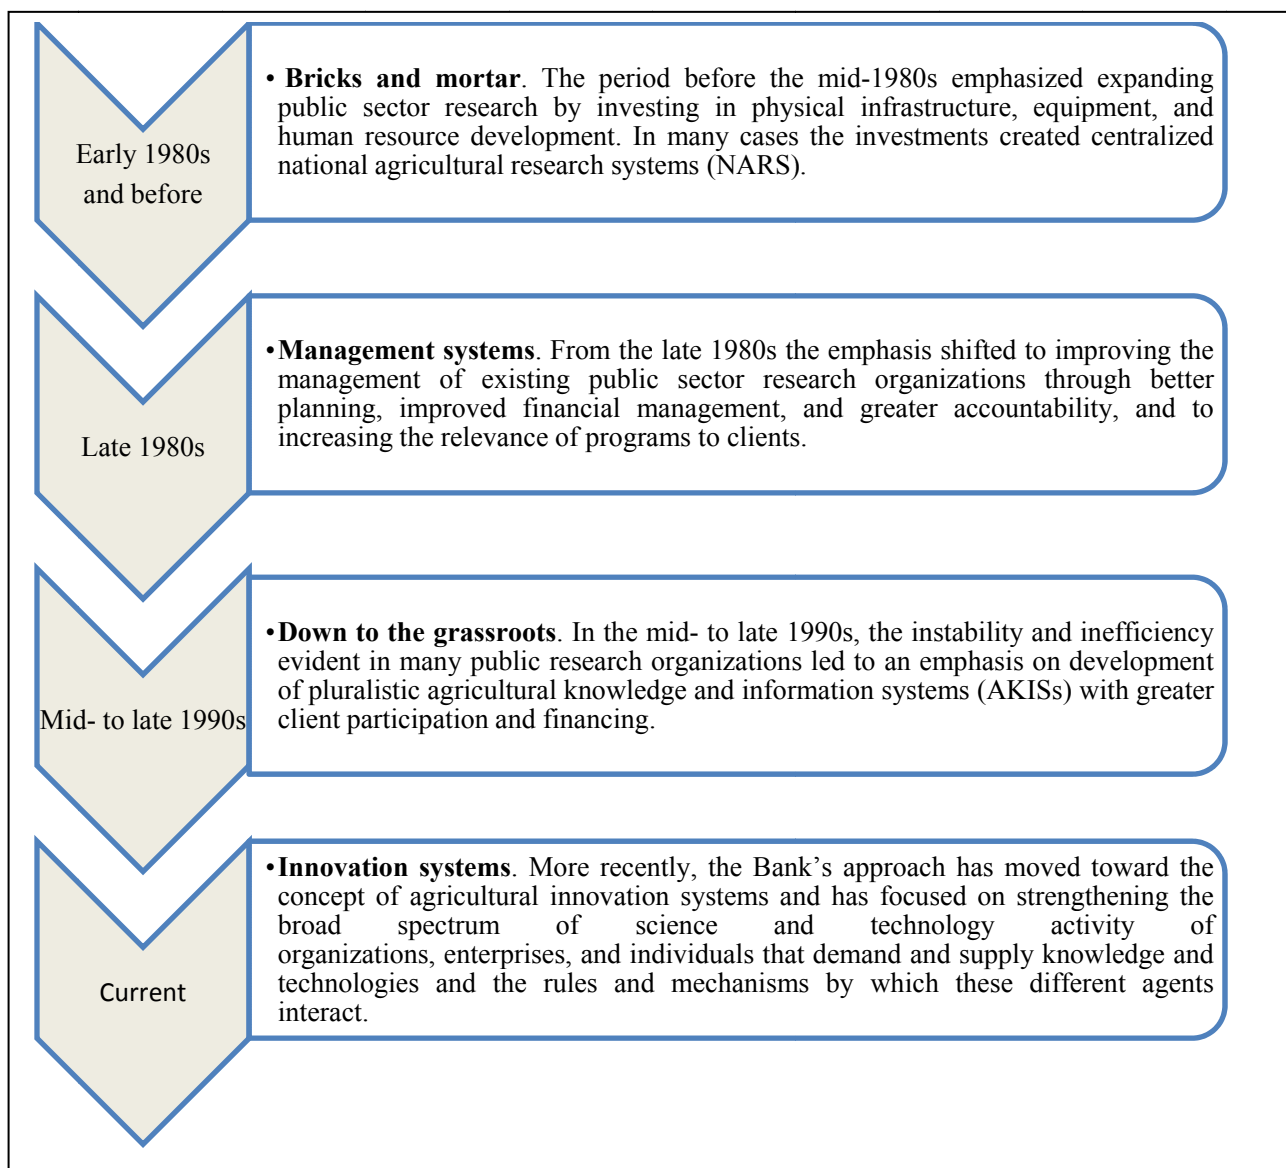 Early 1980s
and before
• Bricks and mortar. The period before the mid-1980s emphasized expanding
public sector research by investing in physical infrastructure, equipment, and
human resource development. In many cases the investments created centralized
national agricultural research systems (NARS).
Late 1980s
•Management systems. From the late 1980s the emphasis shifted to improving the
management of existing public sector research organizations through better
planning, improved financial management, and greater accountability, and to
increasing the relevance of programs to clients.
Mid- to late 1990s
•Down to the grassroots. In the mid- to late 1990s, the instability and inefficiency
evident in many public research organizations led to an emphasis on development
of pluralistic agricultural knowledge and information systems (AKISs) with greater
client participation and financing.
Current
•Innovation systems. More recently, the Bank’s approach has moved toward the
concept of agricultural innovation systems and has focused on strengthening the
broad spectrum of science and technology activity of
organizations, enterprises, and individuals that demand and supply knowledge and
technologies and the rules and mechanisms by which these different agents
interact.